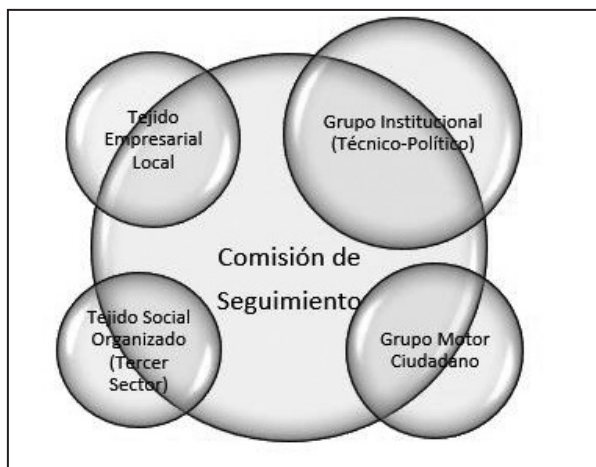 Tejido
Empresarial
Local
Grupo Institucional
(Técnico-Político)
Comisión de
Seguimiento
Tejido Social
Organizado
(Tercer
Sector)
Grupo Motor
Ciudadano